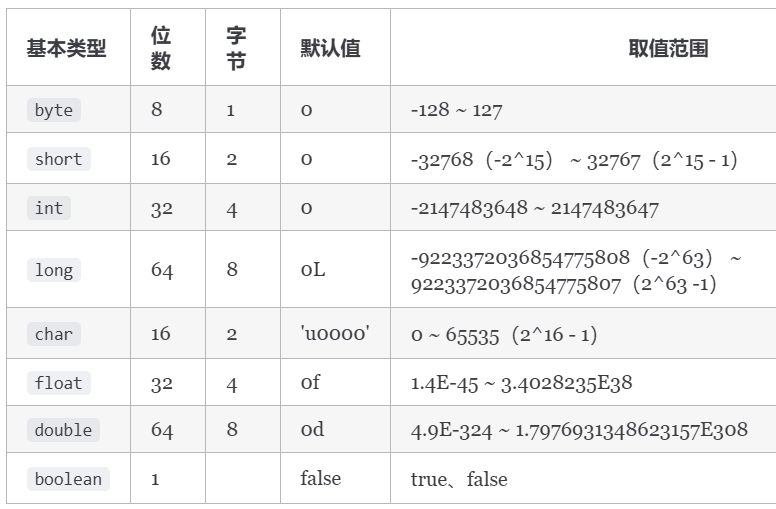 基本类型 位数 字节 默认值 取值范围
byte 8 1 0 -128 ~ 127
short 16 2 0 -32768（-2^15） ~ 32767（2^15 - 1）
int 32 4 0 -2147483648 ~ 2147483647
long 64 8 0L -9223372036854775808（-2^63） ~
9223372036854775807（2^63 -1）
char 16 2 'u0000' 0 ~ 65535（2^16 - 1）
float 32 4 0f 1.4E-45 ~ 3.4028235E38
double 64 8 0d 4.9E-324 ~ 1.7976931348623157E308
boolean 1 false true、false